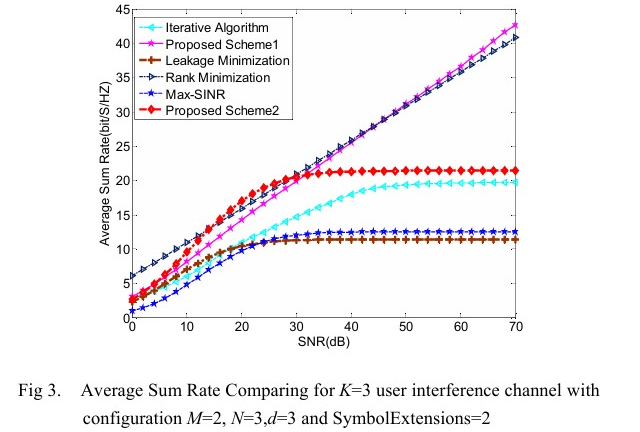 45
40
35
30
25
20
15
10
5
0
Average Sum Rate(bit/S/HZ)
Iterative Algorithm
Proposed Scheme1
Leakage Minimization
Rank Minimization
Max-SINR
Proposed Scheme2
0 10 20 30 40 50 60 70
SNR(dB)
Fig 3. Average Sum Rate Comparing for K=3 user interference channel with
configuration M=2, N=3,d=3 and SymbolExtensions=2